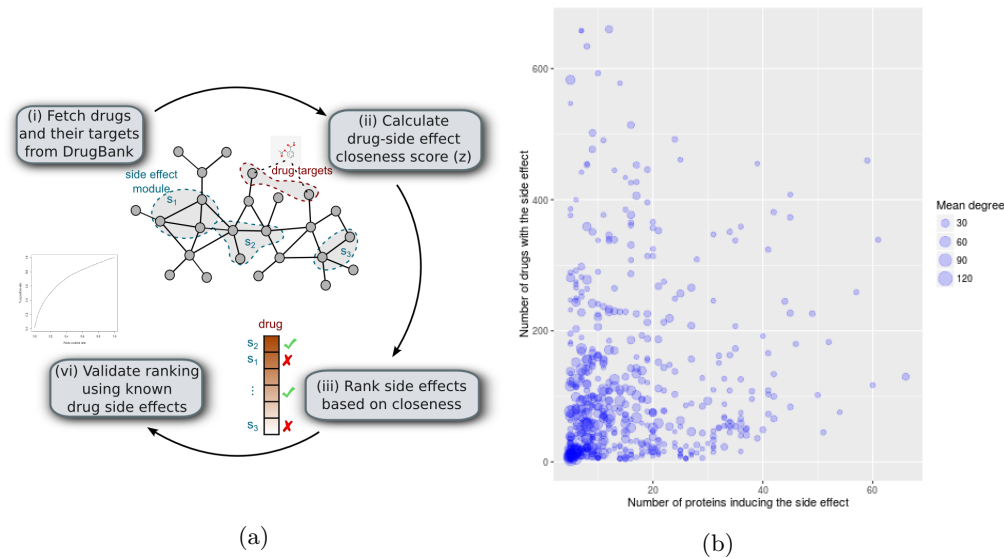 (i) Fetch drugs
and their targets
from DrugBank
(ii) Calculate
drug-side effect
closeness score (z)
side effect
module
drug targets
s1
s2
s3
drug
s2
s1
⋮
s3
(iii) Rank side effects
based on closeness
(vi) Validate ranking
using known
drug side effects
(a)
Number of drugs with the side effect
600
400
200
0
20
40
60
Number of proteins inducing the side effect
Mean degree
30
60
90
120
(b)